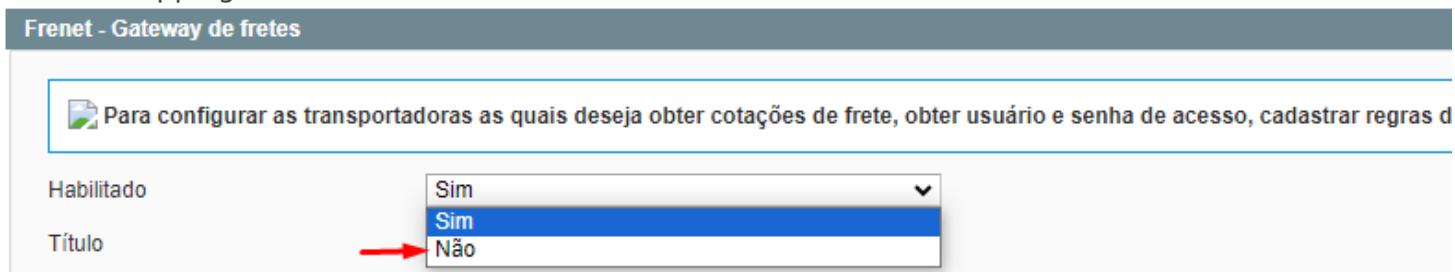 Frenet - Gateway de fretes
Para configurar as transportadoras as quais deseja obter cotações de frete, obter usuário e senha de acesso, cadastrar regras d
Habilitado
Sim
Sim
Título
Não